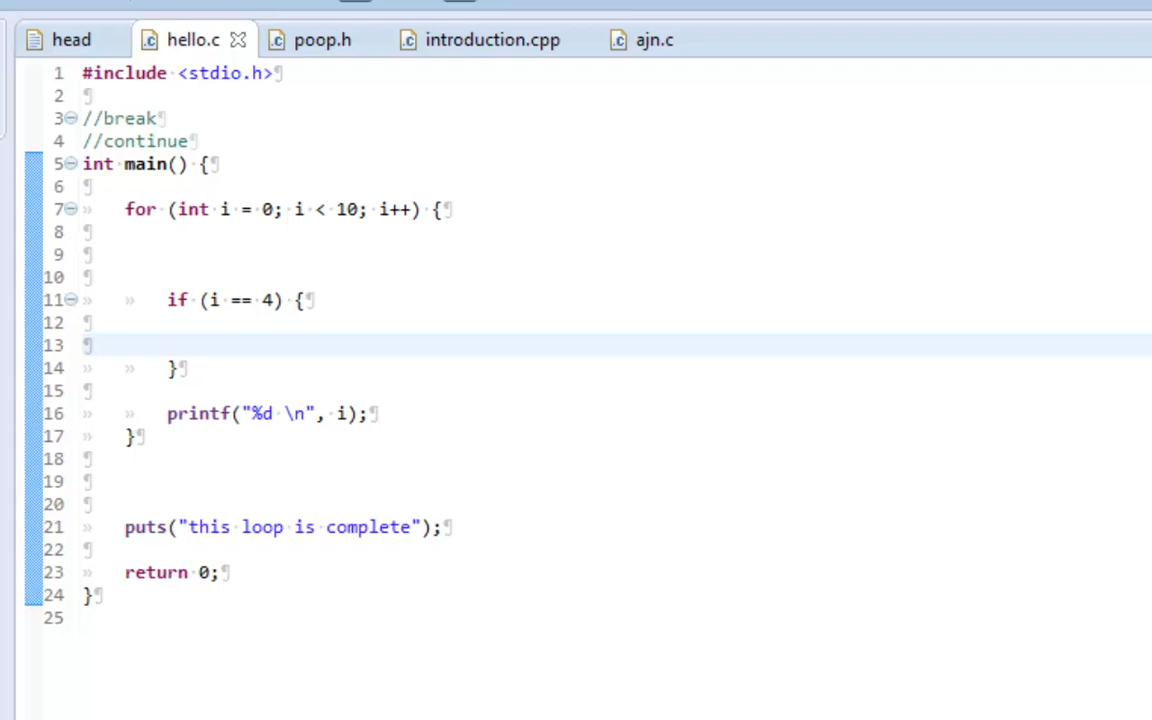 head hello.c poop.h introduction.cpp ajn.c
1 #include <stdio.h>
2
3 //break
4 //continue
5 int main() {
6
7 for (int i = 0; i < 10; i++) {
8
9
10
11 if (i == 4) {
12
13
14 }
15
16 printf("%d \n", i);
17 }
18
19
20
21 puts("this loop is complete");
22
23 return 0;
24 }
25